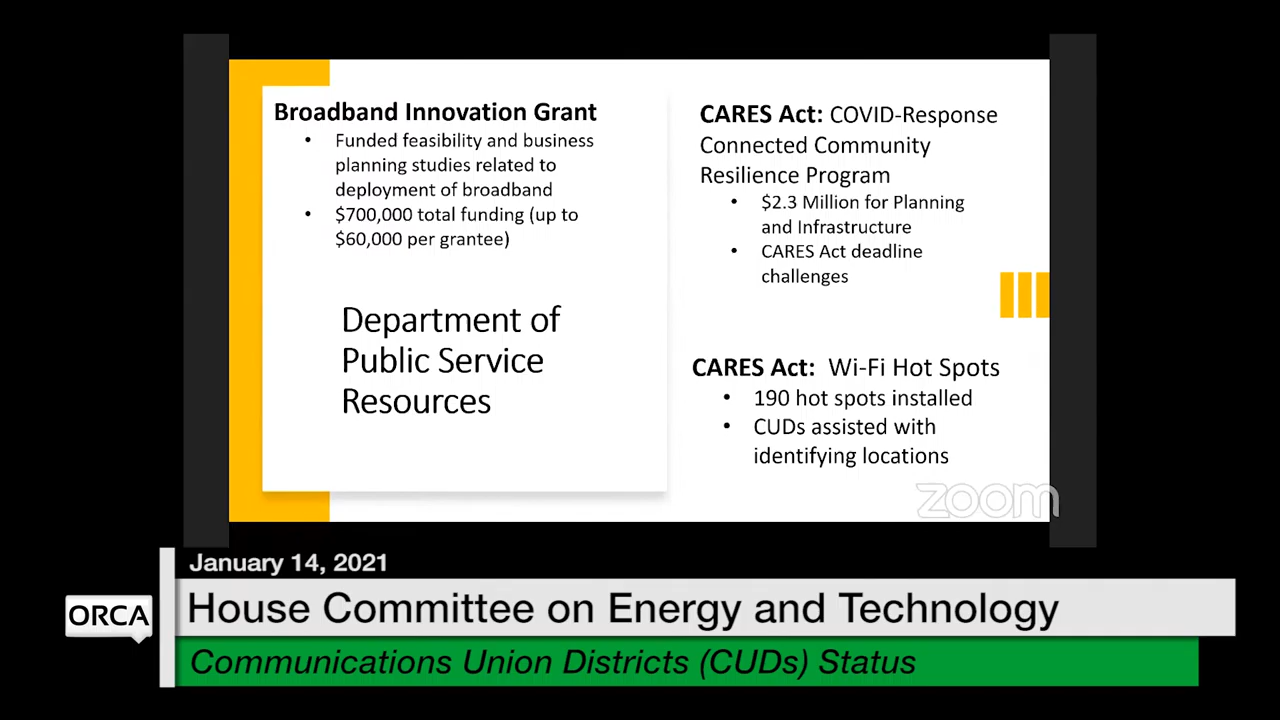 Broadband Innovation Grant
• Funded feasibility and business
planning studies related to
deployment of broadband
• $700,000 total funding (up to
$60,000 per grantee)
Department of
Public Service
Resources
CARES Act: COVID-Response
Connected Community
Resilience Program
• $2.3 Million for Planning
and Infrastructure
• CARES Act deadline
challenges
CARES Act: Wi-Fi Hot Spots
• 190 hot spots installed
• CUDs assisted with
identifying locations
zoom
January 14, 2021
ORCA
House Committee on Energy and Technology
Communications Union Districts (CUDs) Status